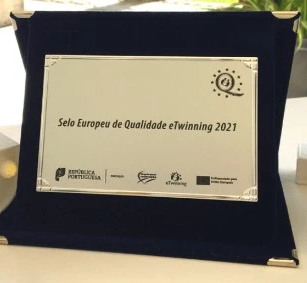 Selo Europeu de Qualidade eTwinning 2021
REPÚBLICA
PORTUGUESA
eTwinning